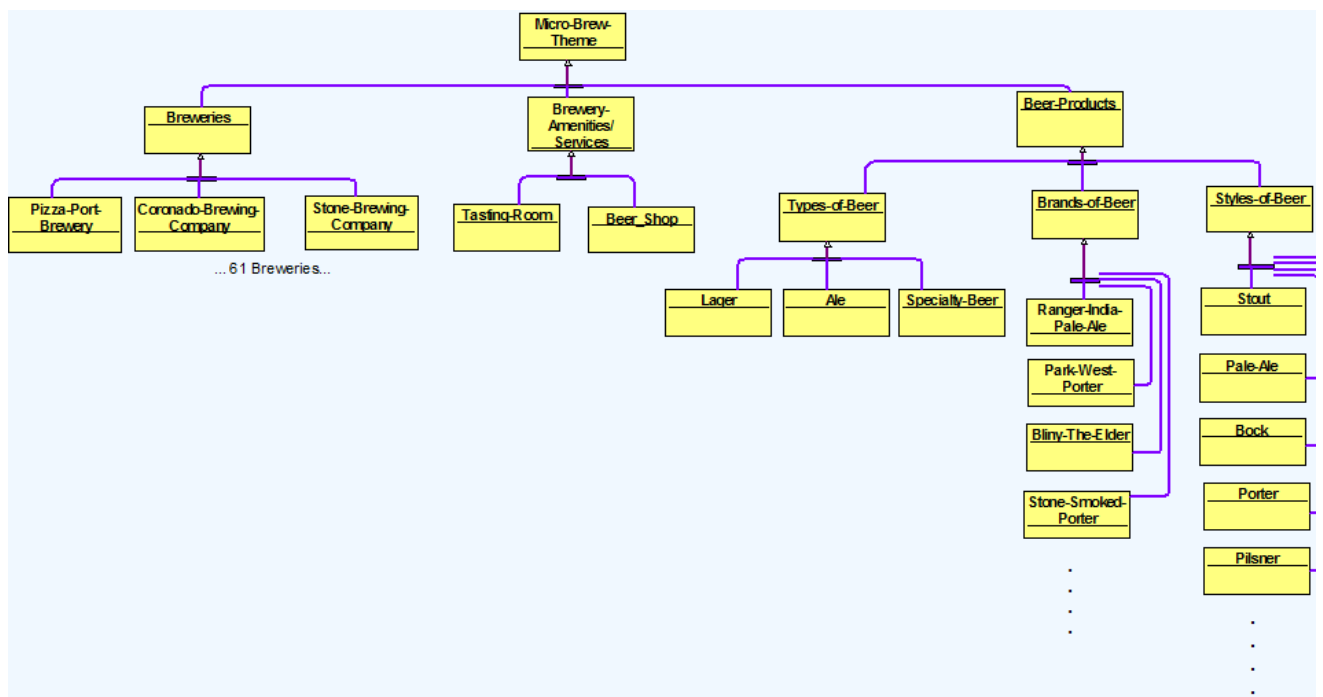 Micro-Brew-
Theme
Breweries
Brewery-
Amenities/
Services
Beer-Products
Pizza-Port-
Brewery
Coronado-Brewing-
Company
Stone-Brewing-
Company
... 61 Breweries...
Tasting-Room
Beer_Shop
Types-of-Beer
Brands-of-Beer
Styles-of-Beer
Lager
Ale
Specialty-Beer
Ranger-India-
Pale-Ale
Park-West-
Porter
Bliny-The-Elder
Stone-Smoked-
Porter
Stout
Pale-Ale
Bock
Porter
Pilsner